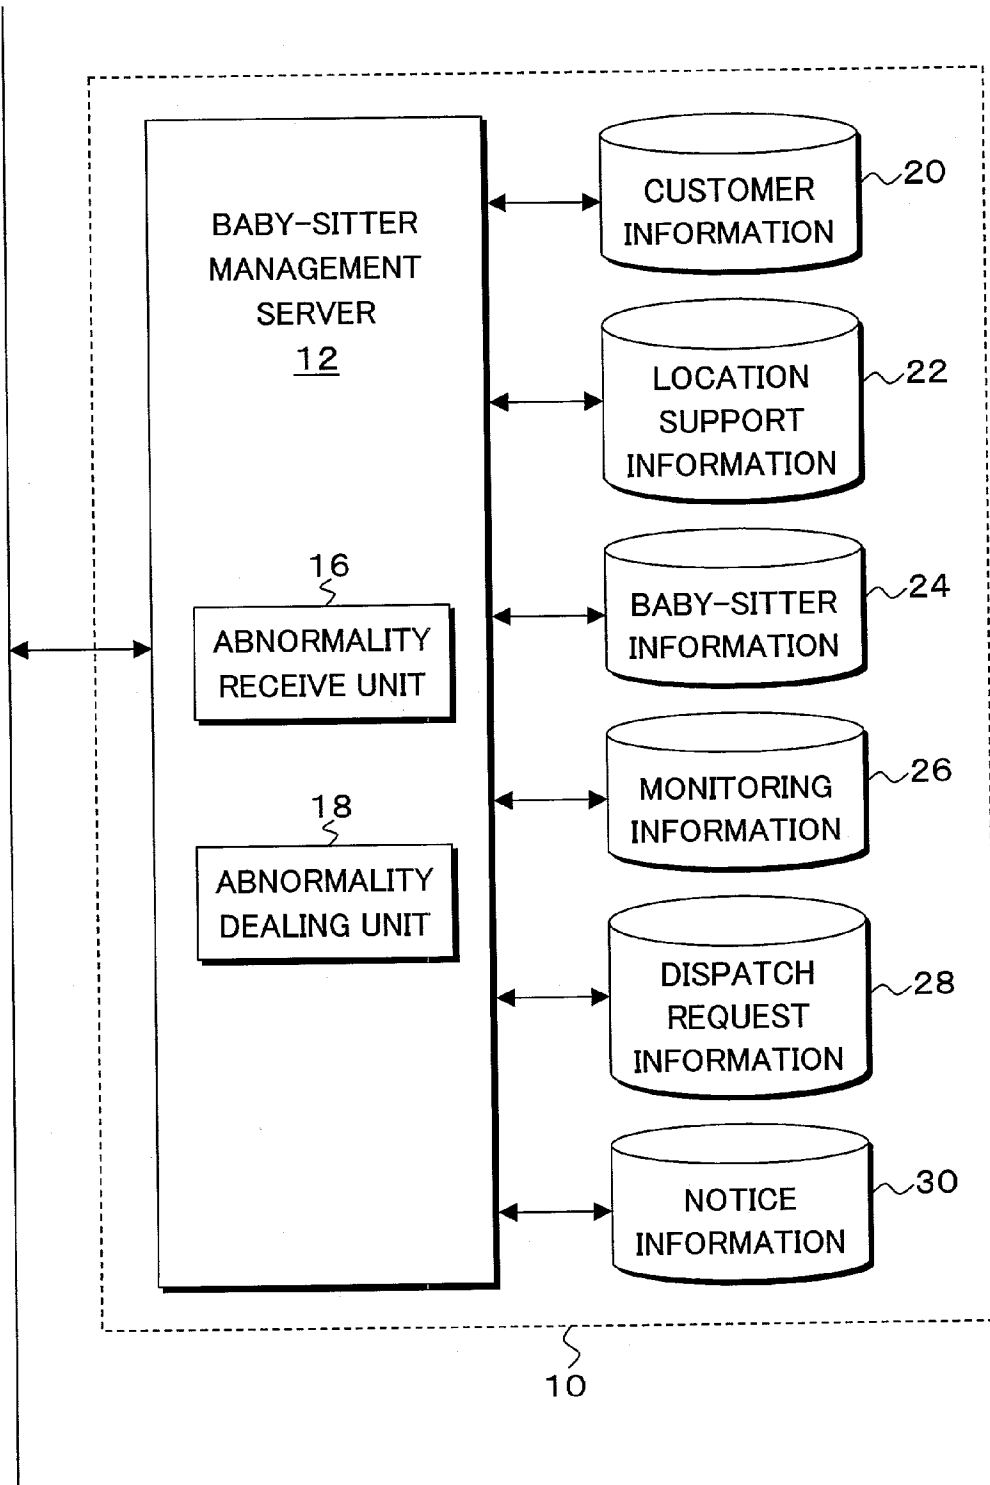 BABY-SITTER
MANAGEMENT
SERVER
12
16
ABNORMALITY
RECEIVE UNIT
18
ABNORMALITY
DEALING UNIT
CUSTOMER
INFORMATION
20
LOCATION
SUPPORT
INFORMATION
22
BABY-SITTER
INFORMATION
24
MONITORING
INFORMATION
26
DISPATCH
REQUEST
INFORMATION
28
NOTICE
INFORMATION
30
10